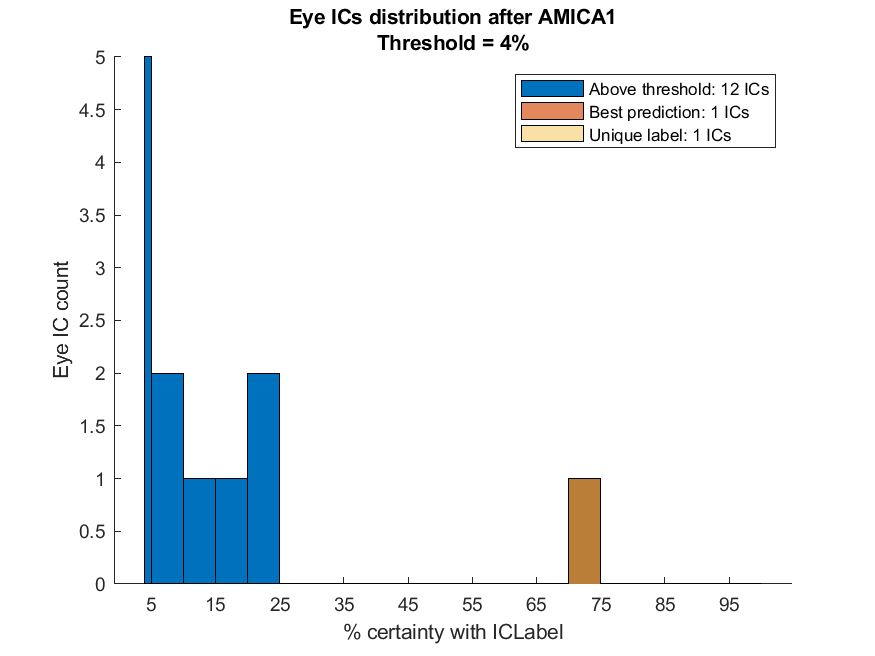 Eye ICs distribution after AMICA1
Threshold = 4%
Above threshold: 12 ICs
Best prediction: 1 ICs
Unique label: 1 ICs
Eye IC count
5
4.5
4
3.5
3
2.5
2
1.5
1
0.5
0
5 15 25 35 45 55 65 75 85 95
% certainty with ICLabel